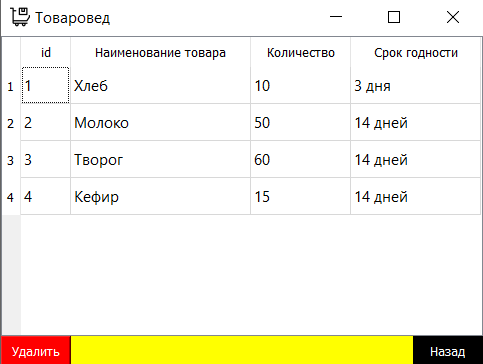 Товаровед
id Наименование товара Количество Срок годности
1 1 Хлеб 10 3 дня
2 2 Молоко 50 14 дней
3 3 Творог 60 14 дней
4 4 Кефир 15 14 дней
Удалить Назад